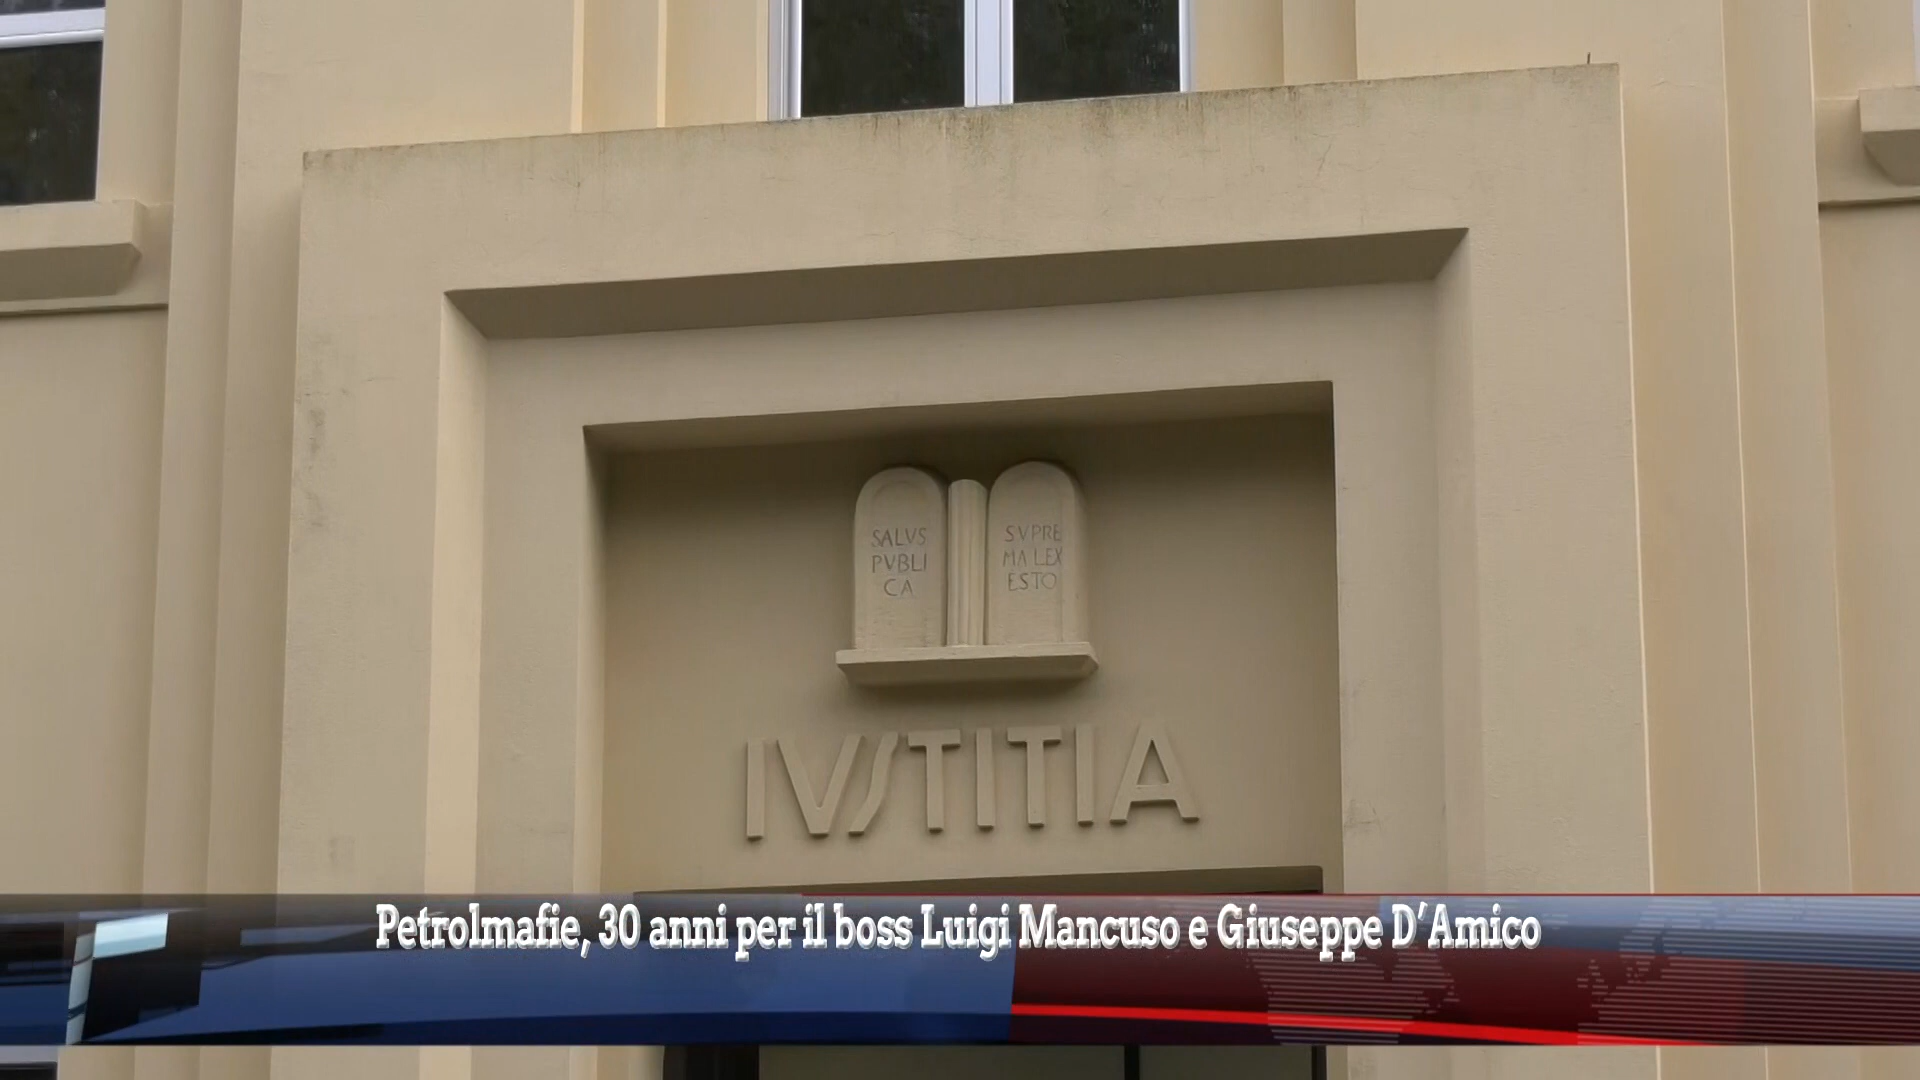 SALVS
PVBLI
CA
SVPRE
MA LEX
ESTO
IVSTITIA
Petrolmafie, 30 anni per il boss Luigi Mancuso e Giuseppe D'Amico